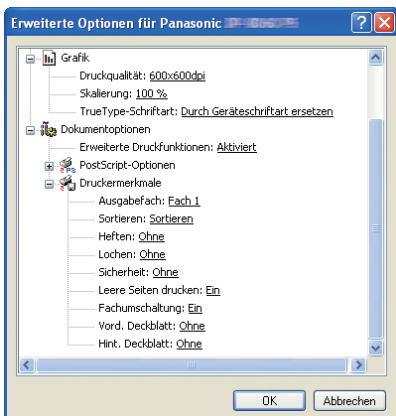 Erweiterte Optionen für Panasonic
Grafik
Druckqualität: 600x600dpi
Skalierung: 100 %
TrueType-Schriftart: Durch Geräteschriftart ersetzen
Dokumentoptionen
Erweiterte Druckfunktionen: Aktiviert
PostScript-Optionen
Druckermerkmale
Ausgabefach: Fach 1
Sortieren: Sortieren
Heften: Ohne
Lochen: Ohne
Sicherheit: Ohne
Leere Seiten drucken: Ein
Fachumschaltung: Ein
Vord. Deckblatt: Ohne
Hint. Deckblatt: Ohne
OK Abbrechen